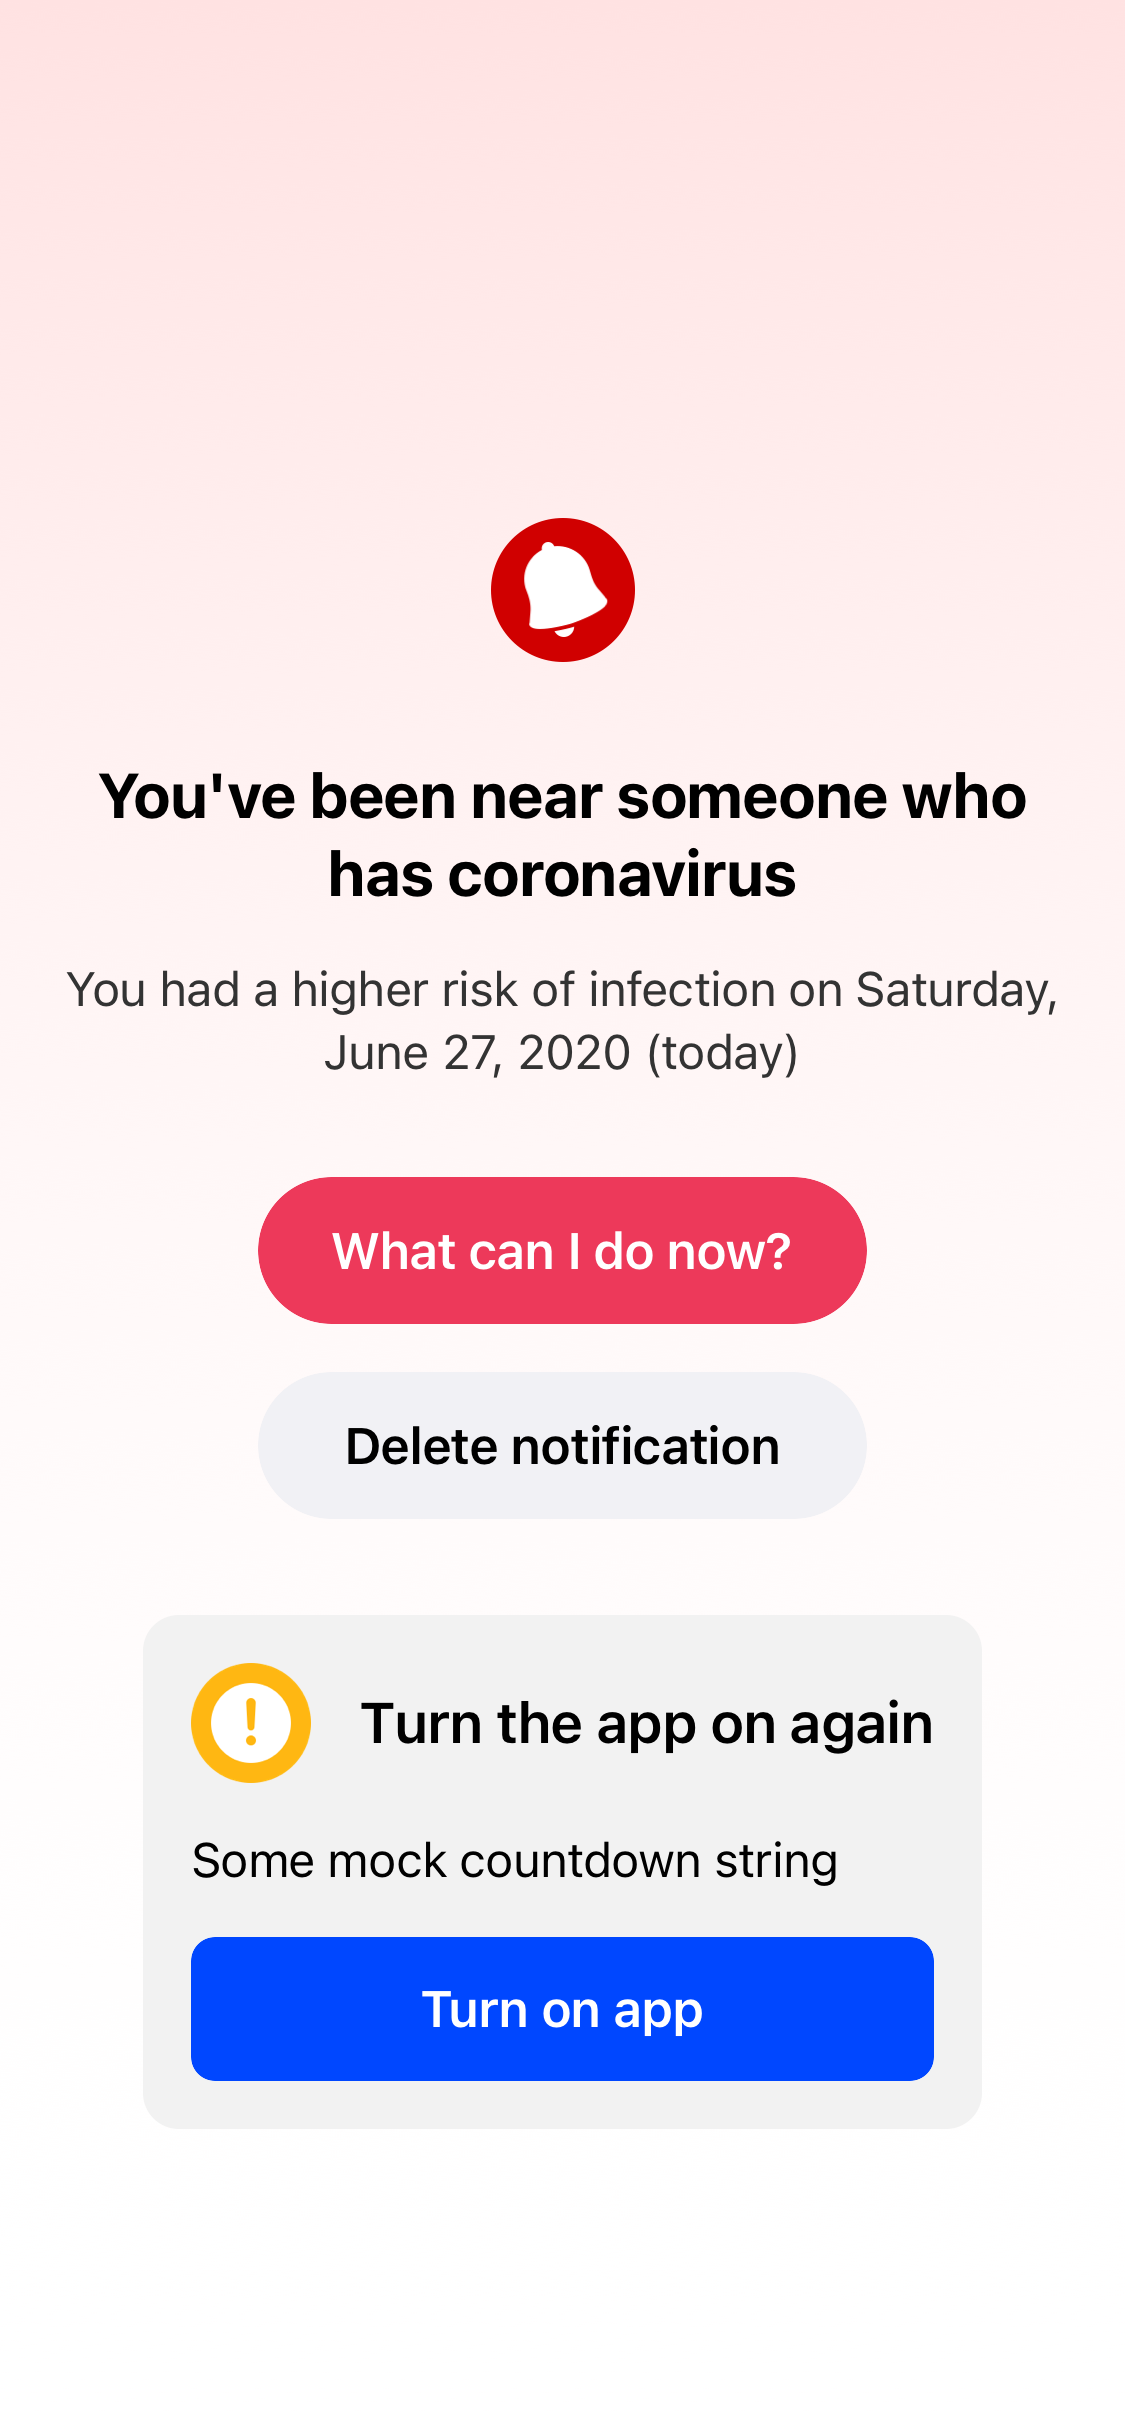 You've been near someone who
has coronavirus
You had a higher risk of infection on Saturday,
June 27, 2020 (today)
What can I do now?
Delete notification
Turn the app on again
Some mock countdown string
Turn on app